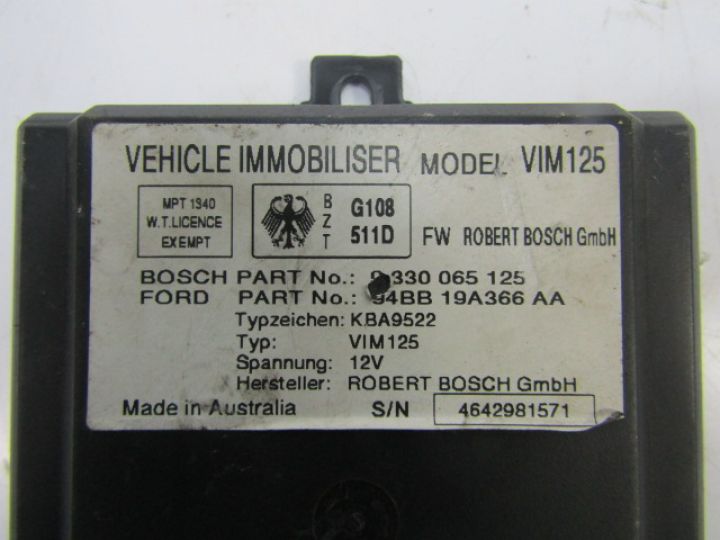 VEHICLE IMMOBILISER MODEL VIM125
MPT 1340
W.T.LICENCE
EXEMPT
BZT
G108
511D
FW ROBERT BOSCH GmbH
BOSCH PART No.: 9 330 065 125
FORD PART No.: 94BB 19A366 AA
Typzeichen: KBA9522
Typ: VIM125
Spannung: 12V
Hersteller: ROBERT BOSCH GmbH
Made in Australia S/N 4642981571